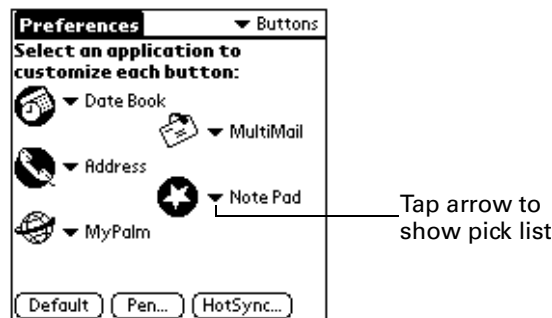 Preferences
Buttons
Select an application to
customize each button:
Date Book
MultiMail
Address
Note Pad
MyPalm
Tap arrow to
show pick list
Default Pen... HotSync...